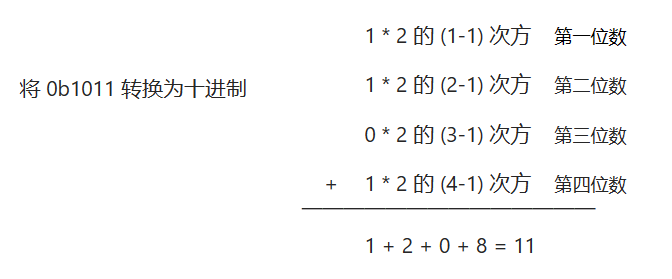 1 * 2 的 (1-1) 次方 第一位数
将 0b1011 转换为十进制
1 * 2 的 (2-1) 次方 第二位数
0 * 2 的 (3-1) 次方 第三位数
+ 1 * 2 的 (4-1) 次方 第四位数
1 + 2 + 0 + 8 = 11